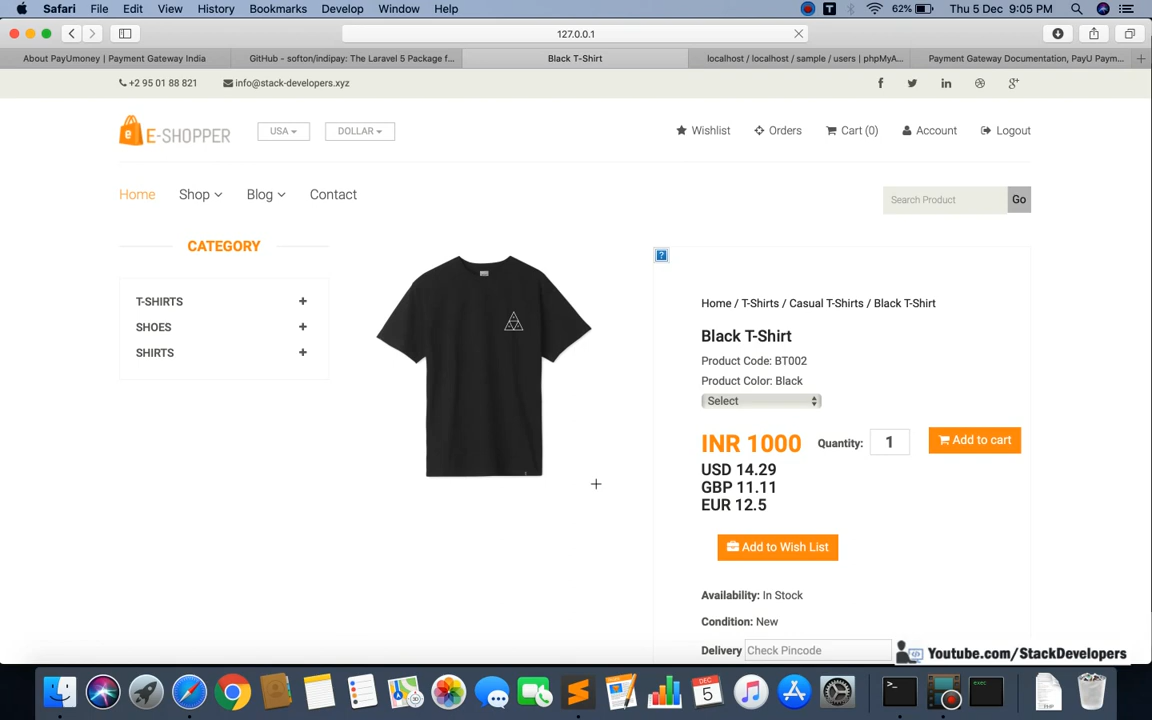 Safari File Edit View History Bookmarks Develop Window Help
T 62% Thu 5 Dec 9:05 PM
127.0.0.1
About PayUmoney | Payment Gateway India
GitHub - softon/indipay: The Laravel 5 Package f...
Black T-Shirt
localhost / localhost / sample / users | phpMyA...
Payment Gateway Documentation, PayU Paym...
+2 95 01 88 821 info@stack-developers.xyz
E-SHOPPER USA DOLLAR
Wishlist Orders Cart (0) Account Logout
Home Shop Blog Contact
Search Product Go
CATEGORY
T-SHIRTS +
SHOES +
SHIRTS +
?
Home / T-Shirts / Casual T-Shirts / Black T-Shirt
Black T-Shirt
Product Code: BT002
Product Color: Black
Select
INR 1000 Quantity: 1 Add to cart
USD 14.29
GBP 11.11
EUR 12.5
Add to Wish List
Availability: In Stock
Condition: New
Delivery Check Pincode
Youtube.com/StackDevelopers
DEC
5